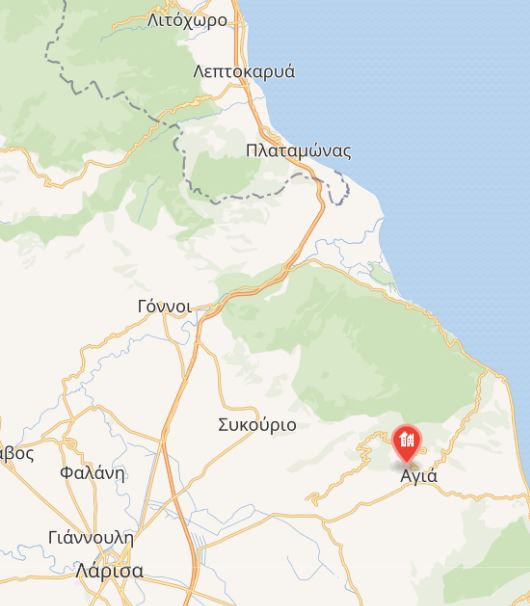 Λιτόχωρο
Λεπτοκαρυά
Πλαταμώνας
Γόννοι
Συκούριο
Φαλάνη
Αγιά
Γιάννουλη
Λάρισα